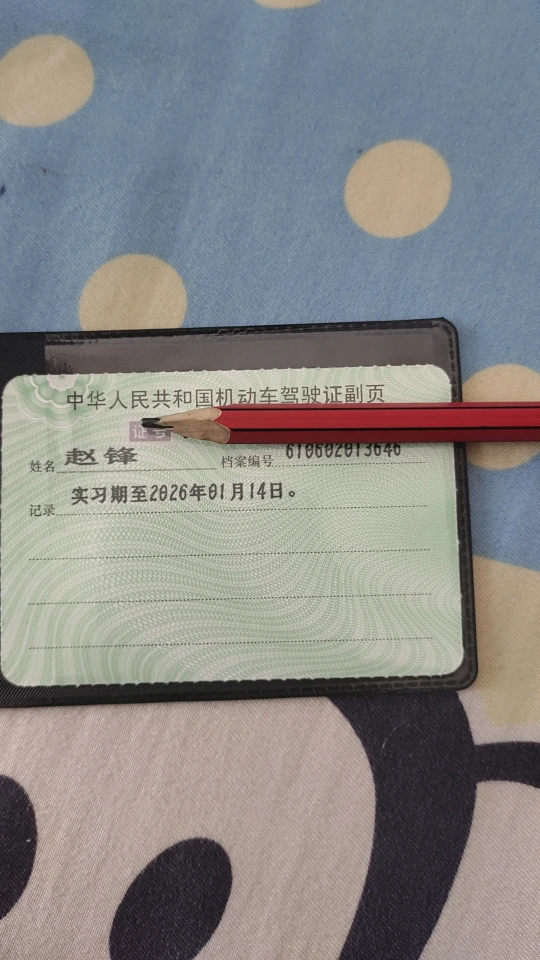 中华人民共和国机动车驾驶证副页
证号
姓名 赵锋 档案编号 610602013646
记录 实习期至2026年01月14日。